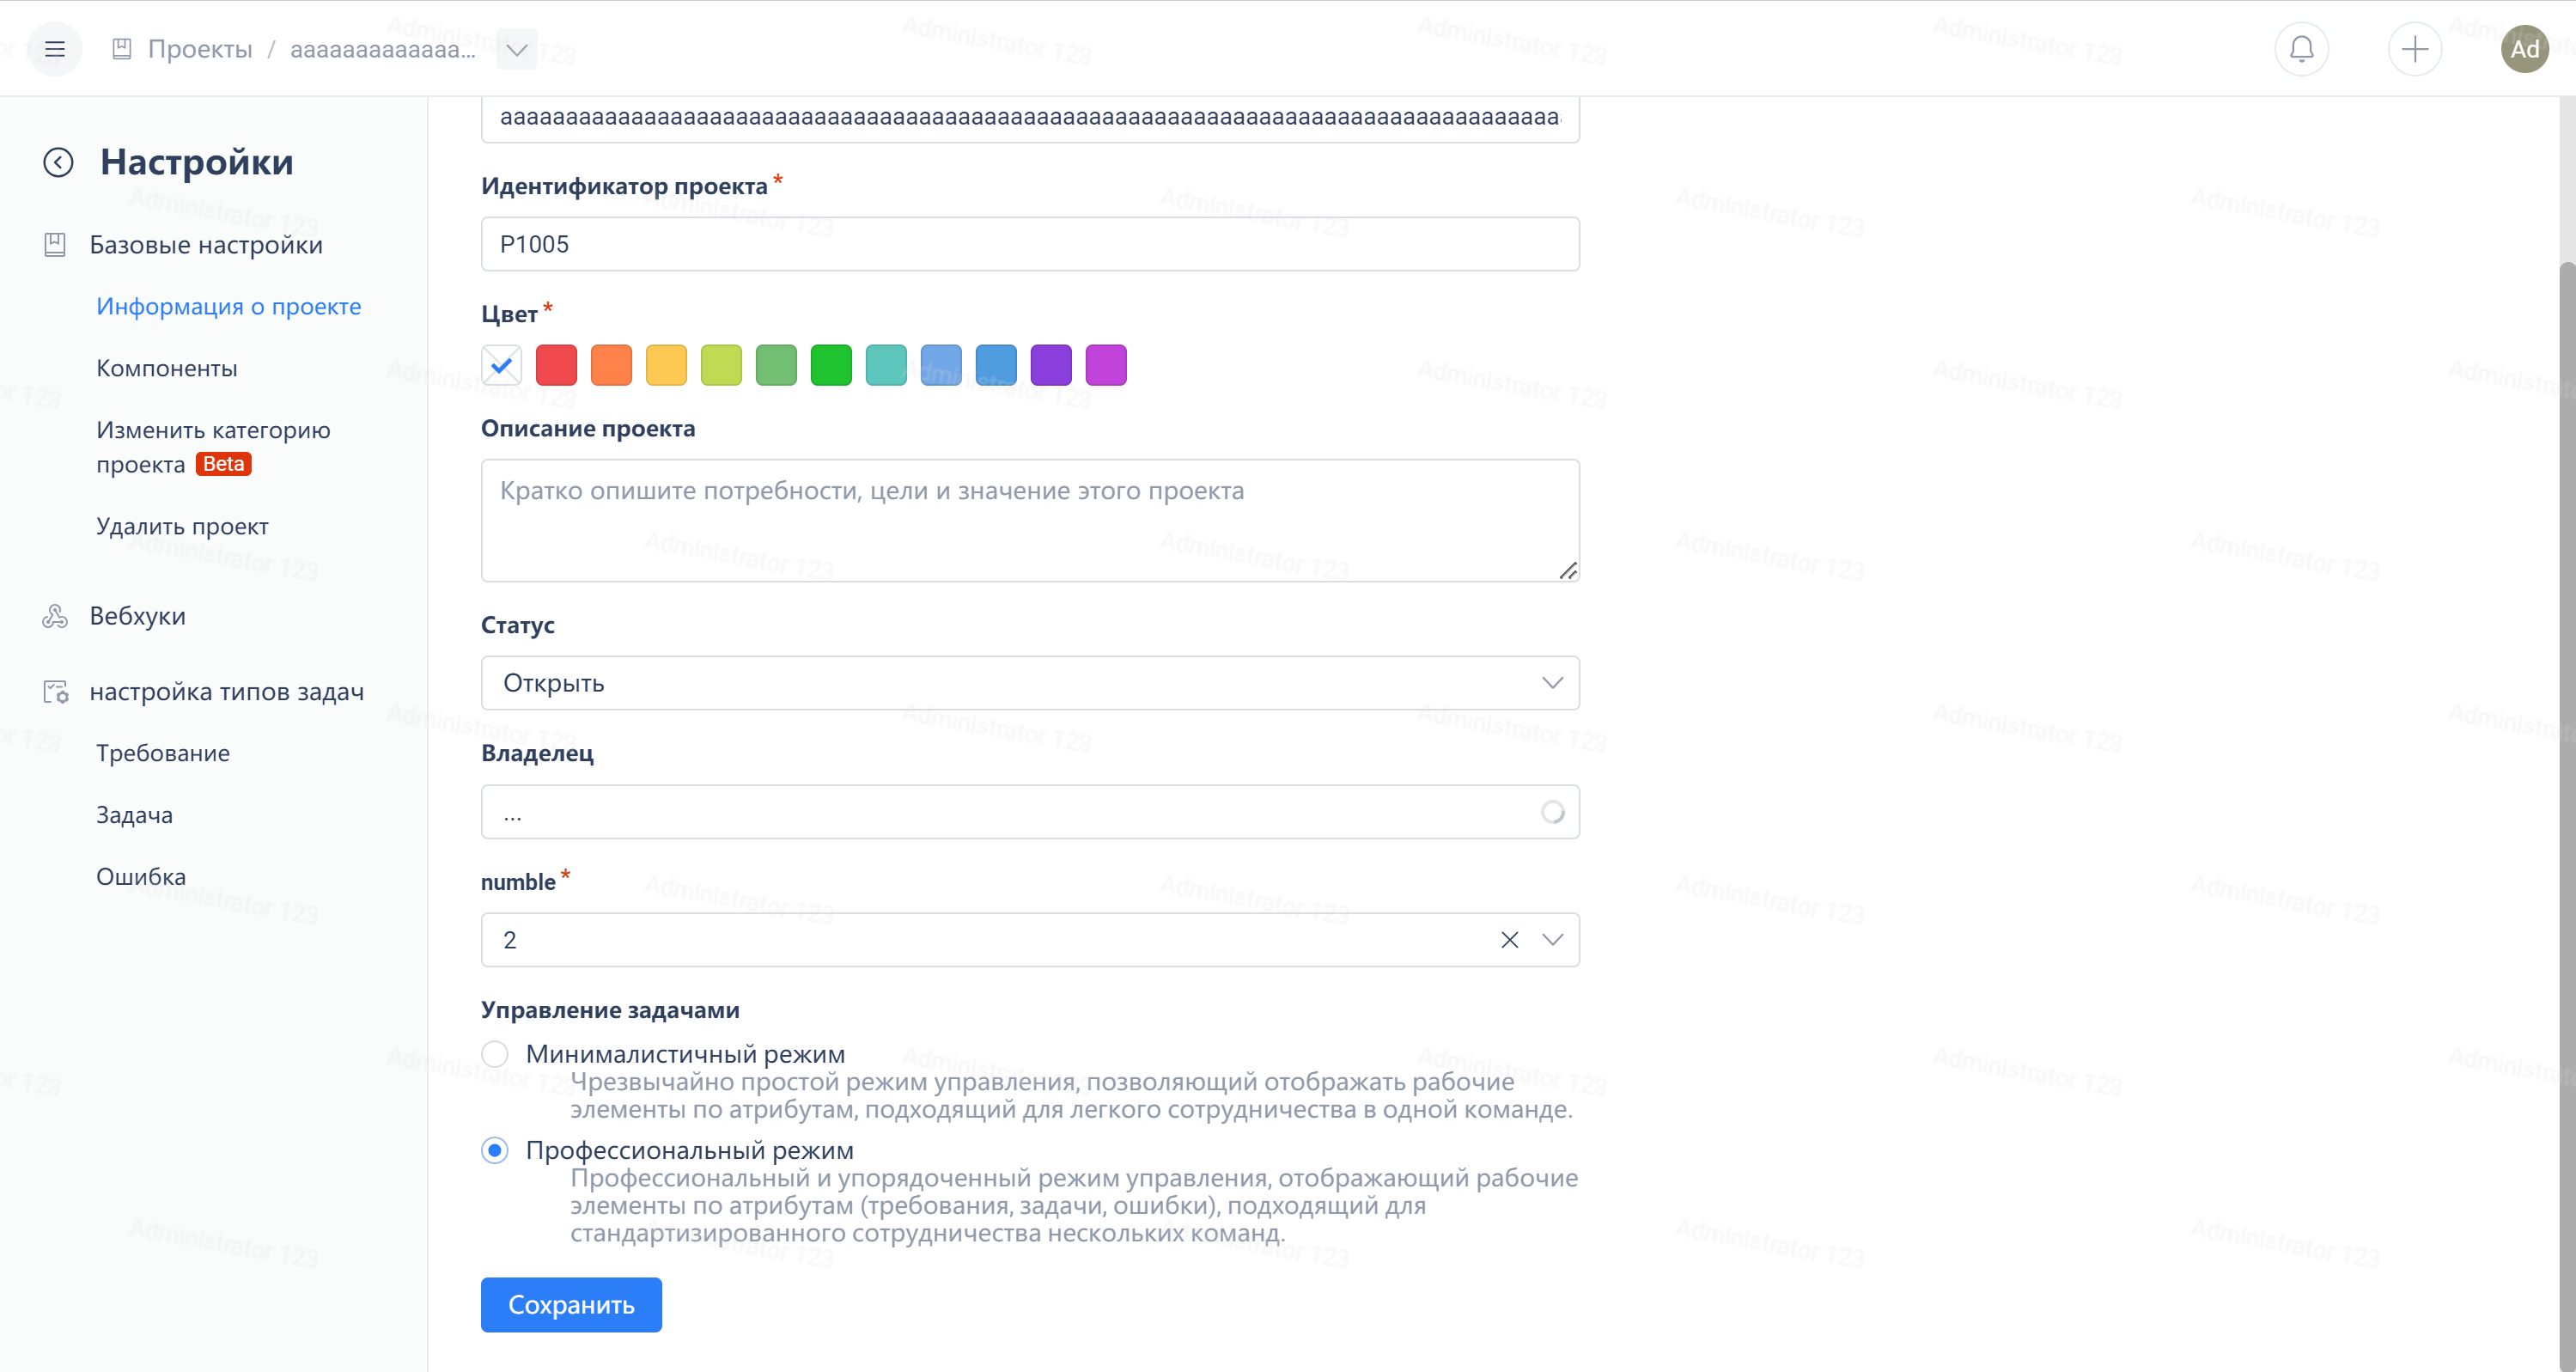 Проекты / aaaaaaaaaaaaaa...
Ad
Настройки
Базовые настройки
Информация о проекте
Компоненты
Изменить категорию
проекта Beta
Удалить проект
Вебхуки
настройка типов задач
Требование
Задача
Ошибка
Идентификатор проекта *
P1005
Цвет *
Описание проекта
Кратко опишите потребности, цели и значение этого проекта
Статус
Открыть
Владелец
...
numble *
2
Управление задачами
Минималистичный режим
Чрезвычайно простой режим управления, позволяющий отображать рабочие
элементы по атрибутам, подходящий для легкого сотрудничества в одной команде.
Профессиональный режим
Профессиональный и упорядоченный режим управления, отображающий рабочие
элементы по атрибутам (требования, задачи, ошибки), подходящий для
стандартизированного сотрудничества нескольких команд.
Сохранить
Administrator 123